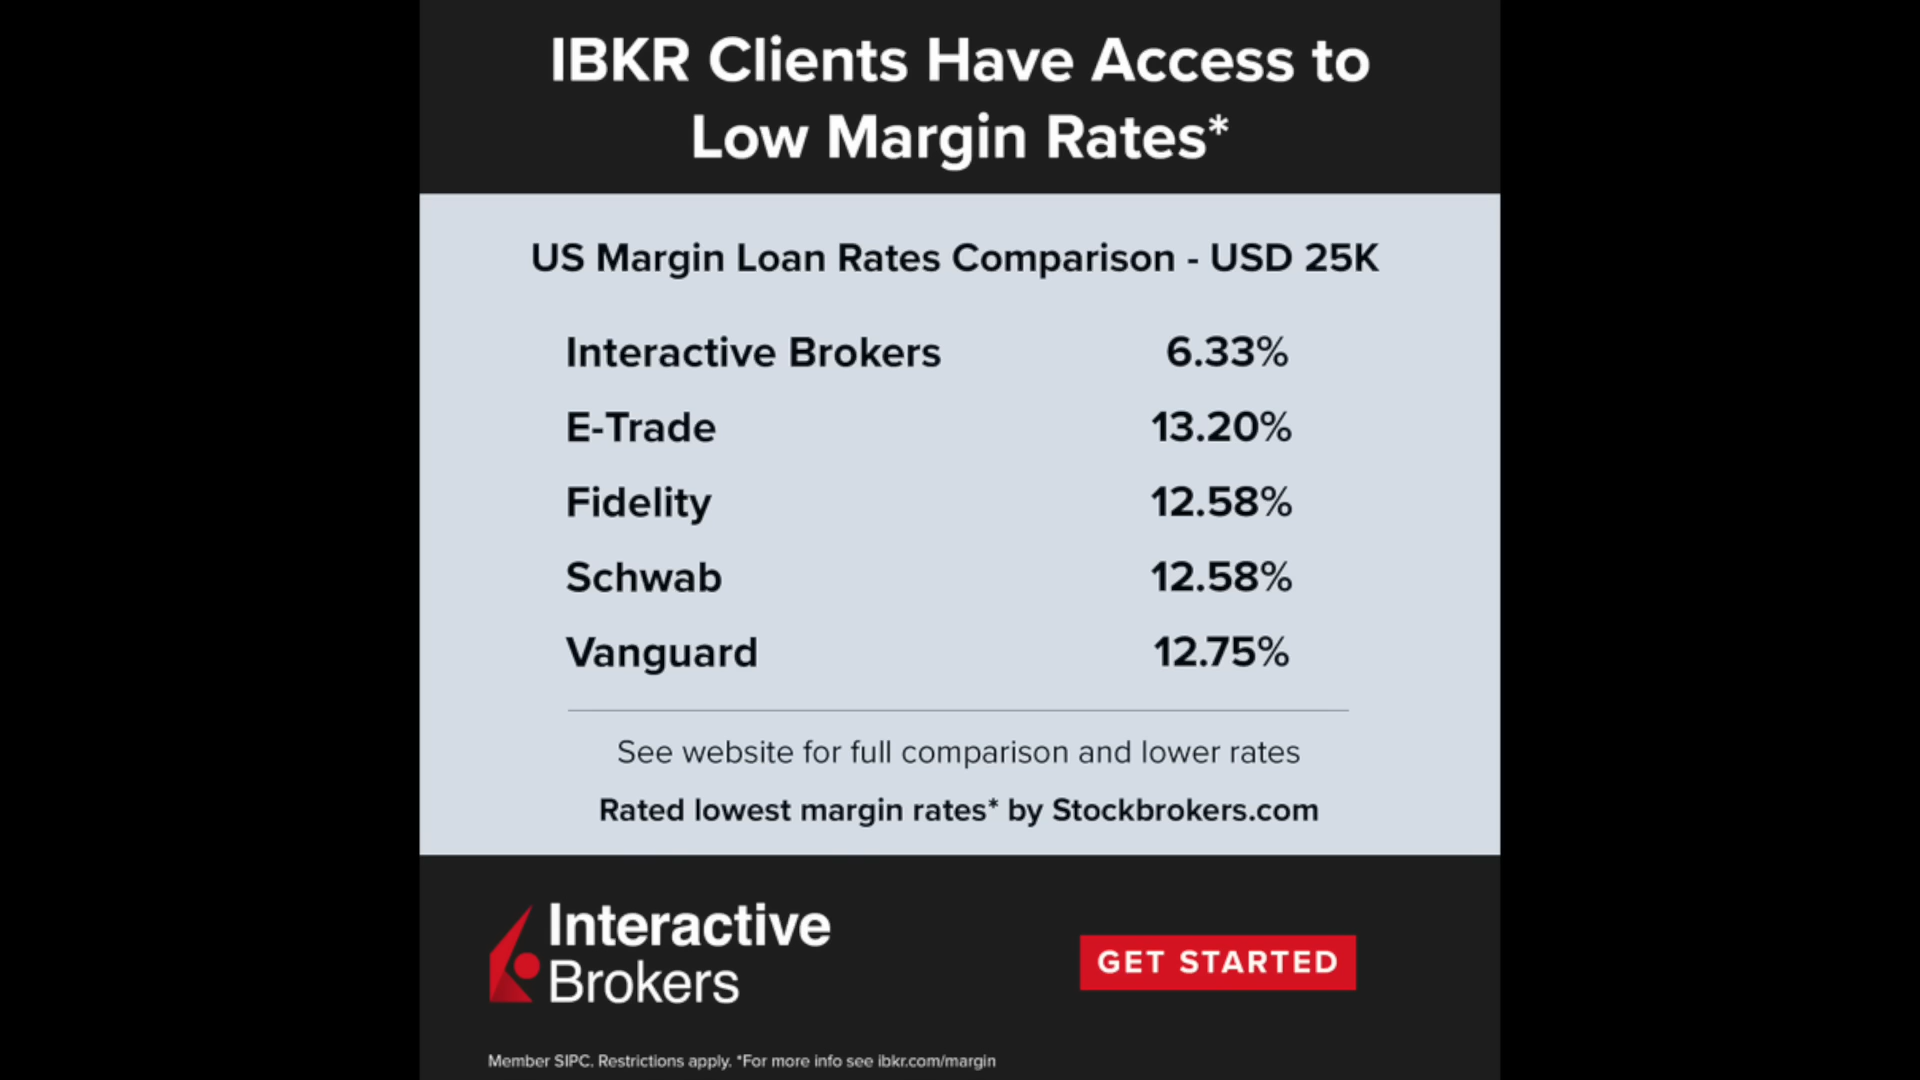 IBKR Clients Have Access to
Low Margin Rates*
US Margin Loan Rates Comparison - USD 25K
Interactive Brokers 6.33%
E-Trade 13.20%
Fidelity 12.58%
Schwab 12.58%
Vanguard 12.75%
See website for full comparison and lower rates
Rated lowest margin rates* by Stockbrokers.com
Interactive
Brokers
GET STARTED
Member SIPC. Restrictions apply. *For more info see ibkr.com/margin